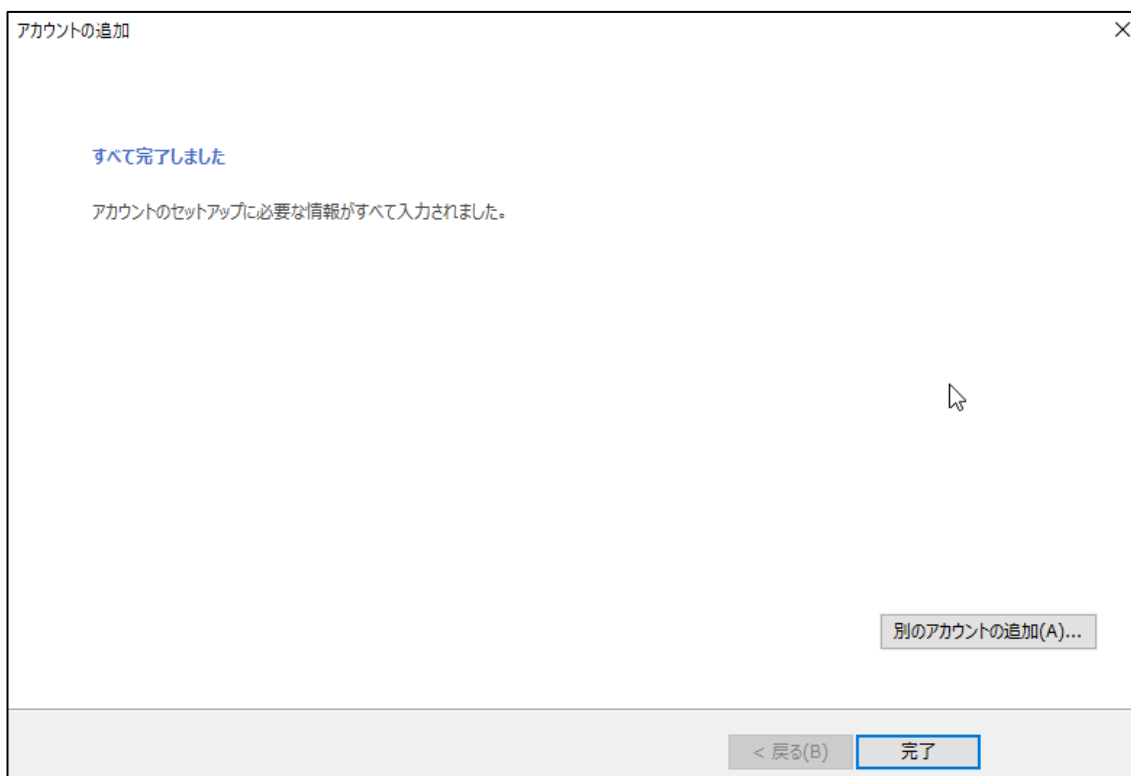 アカウントの追加
すべて完了しました
アカウントのセットアップに必要な情報がすべて入力されました。
別のアカウントの追加(A)...
< 戻る(B)
完了